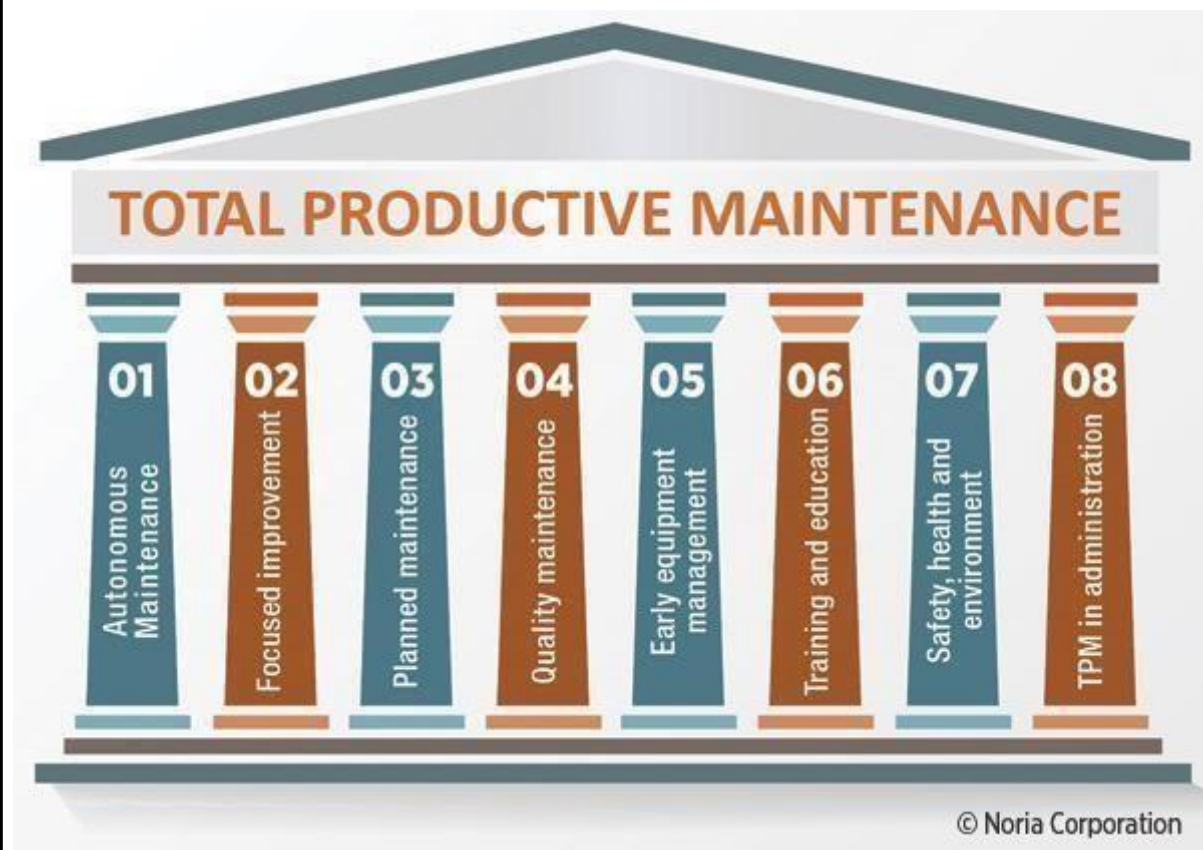 TOTAL PRODUCTIVE MAINTENANCE
01
Autonomous
Maintenance
02
Focused improvement
03
Planned maintenance
04
Quality maintenance
05
Early equipment
management
06
Training and education
07
Safety, health and
environment
08
TPM in administration
© Noria Corporation